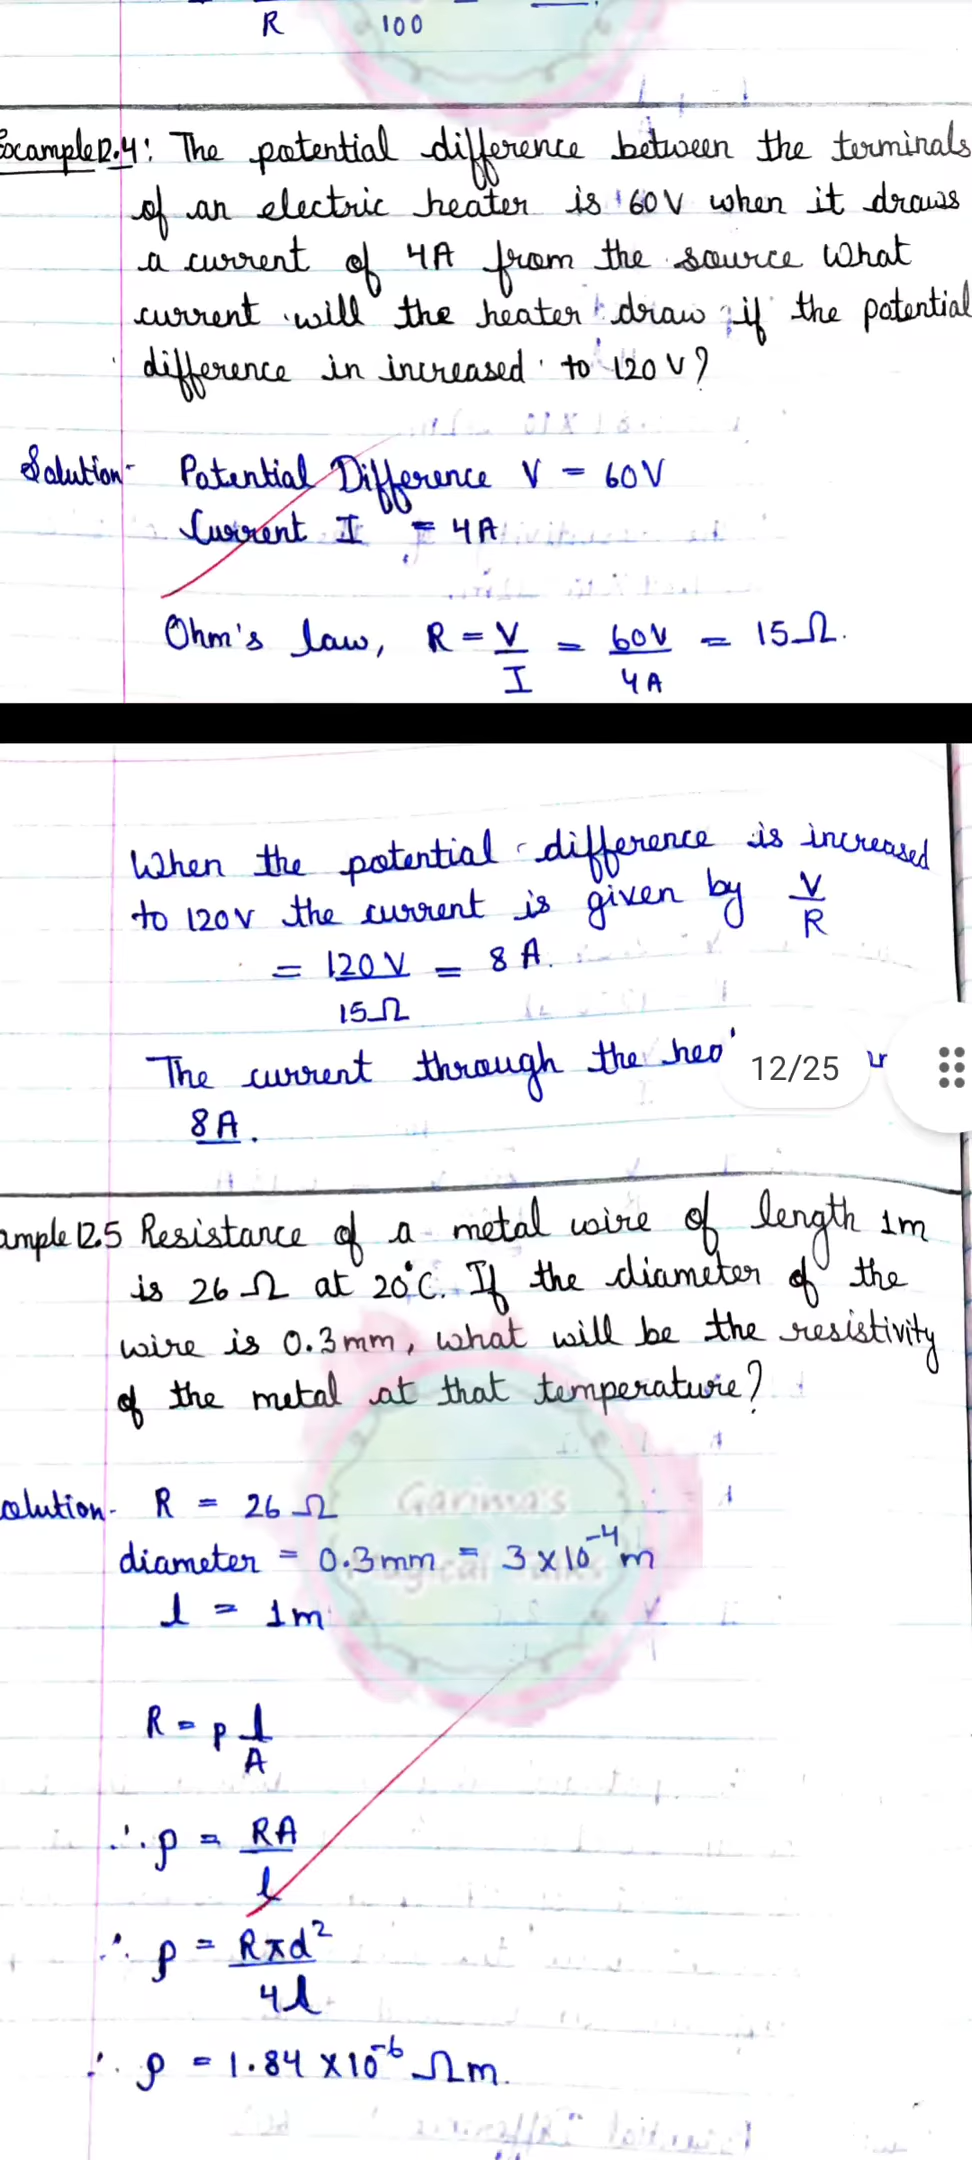 R 100
Example 12.4: The potential difference between the terminals
of an electric heater is 60V when it draws
a current of 4A from the source What
current will the heater draw if the potential
difference in increased to 120V?
Solution- Potential Difference V = 60V
Current I = 4A
Ohm's law, R = V/I = 60V/4A = 15Ω.
When the potential difference is increased
to 120V the current is given by V/R
= 120V/15Ω = 8A.
The current through the
12/25
8A.
ample 12.5 Resistance of a metal wire of length 1m
is 26Ω at 20°C. If the diameter of the
wire is 0.3mm, what will be the resistivity
of the metal at that temperature?
olution- R = 26Ω
Garima's
diameter = 0.3mm = 3 x 10⁻⁴m
l = 1m
R = ρ l/A
∴ ρ = RA/l
∴ ρ = Rπd²/4l
∴ ρ = 1.84 x 10⁻⁶ Ωm.